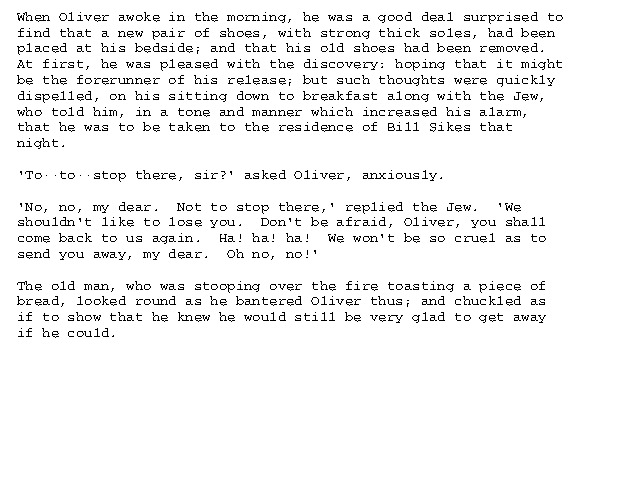 When Oliver awoke in the morning, he was a good deal surprised to
find that a new pair of shoes, with strong thick soles, had been
placed at his bedside; and that his old shoes had been removed.
At first, he was pleased with the discovery: hoping that it might
be the forerunner of his release; but such thoughts were quickly
dispelled, on his sitting down to breakfast along with the Jew,
who told him, in a tone and manner which increased his alarm,
that he was to be taken to the residence of Bill Sikes that
night.

'To--to--stop there, sir?' asked Oliver, anxiously.

'No, no, my dear.  Not to stop there,' replied the Jew.  'We
shouldn't like to lose you.  Don't be afraid, Oliver, you shall
come back to us again.  Ha! ha! ha!  We won't be so cruel as to
send you away, my dear.  Oh no, no!'

The old man, who was stooping over the fire toasting a piece of
bread, looked round as he bantered Oliver thus; and chuckled as
if to show that he knew he would still be very glad to get away
if he could.